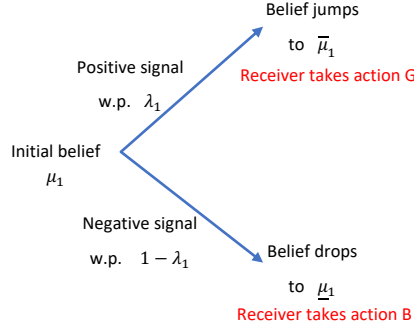 Belief jumps
to μ̅₁
Receiver takes action G
Positive signal
w.p. λ₁
Initial belief
μ₁
Negative signal
w.p. 1 − λ₁
Belief drops
to μ̲₁
Receiver takes action B